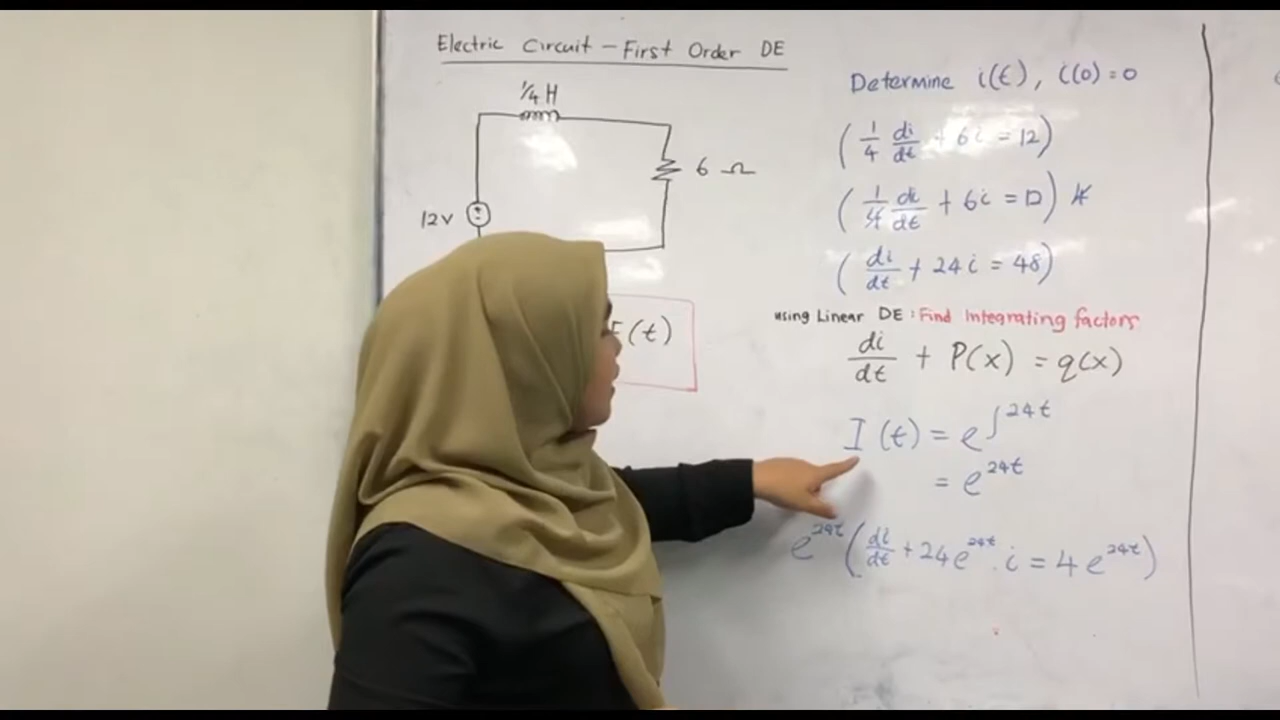 Electric Circuit – First Order DE
1/4 H
6 Ω
12V
(t)
Determine i(t), i(0) = 0
(1/4 di/dt + 6i = 12)
(1/4 di/dt + 6i = 12) 4
(di/dt + 24i = 48)
using Linear DE : Find Integrating factors
di/dt + P(x) = q(x)
I(t) = e^∫24t
= e^24t
e^24t (di/dt + 24e^24t . i = 4e^24t)